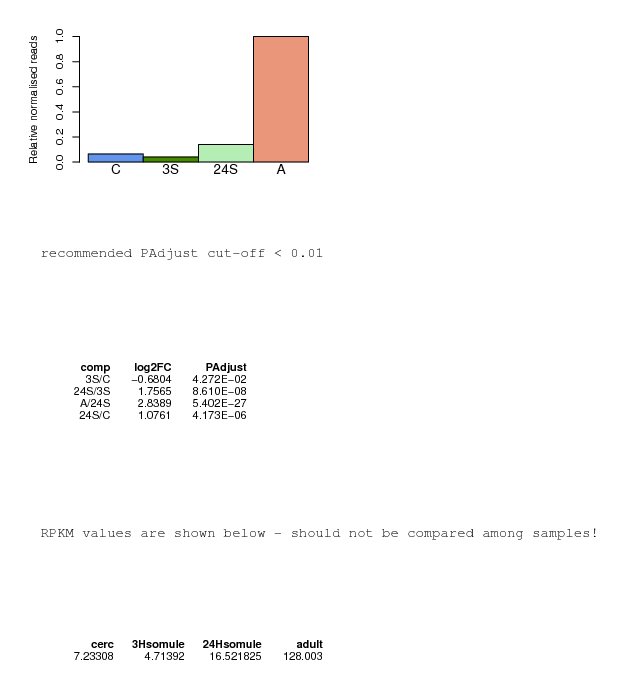 Relative normalised reads
1.0
0.8
0.6
0.4
0.2
0.0
C 3S 24S A
recommended PAdjust cut-off < 0.01
comp log2FC PAdjust
3S/C −0.6804 4.272E−02
24S/3S 1.7565 8.610E−08
A/24S 2.8389 5.402E−27
24S/C 1.0761 4.173E−06
RPKM values are shown below - should not be compared among samples!
cerc 3Hsomule 24Hsomule adult
7.23308 4.71392 16.521825 128.003